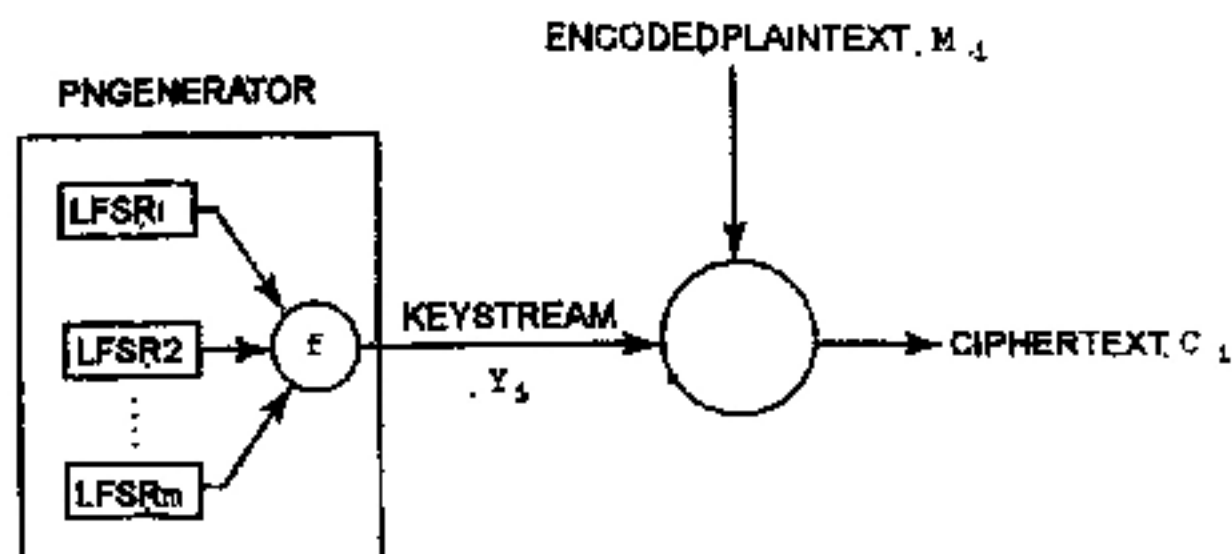 ENCODEDPLAINTEXT, M i
PNGENERATOR
LFSR1
LFSR2
LFSRm
f
KEYSTREAM
, Y i
CIPHERTEXT, C i